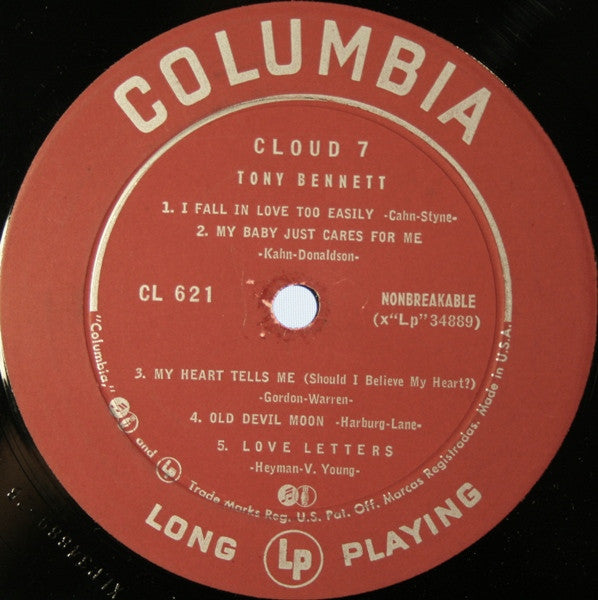 COLUMBIA
CLOUD 7
TONY BENNETT
1. I FALL IN LOVE TOO EASILY -Cahn-Styne-
2. MY BABY JUST CARES FOR ME
-Kahn-Donaldson-
CL 621
NONBREAKABLE
(x"Lp"34889)
3. MY HEART TELLS ME (Should I Believe My Heart?)
-Gordon-Warren-
4. OLD DEVIL MOON -Harburg-Lane-
5. LOVE LETTERS
-Heyman-V. Young-
"Columbia," and Lp Trade Marks Reg. U.S. Pat. Off. Marcas Registradas. Made in U.S.A.
LONG Lp PLAYING